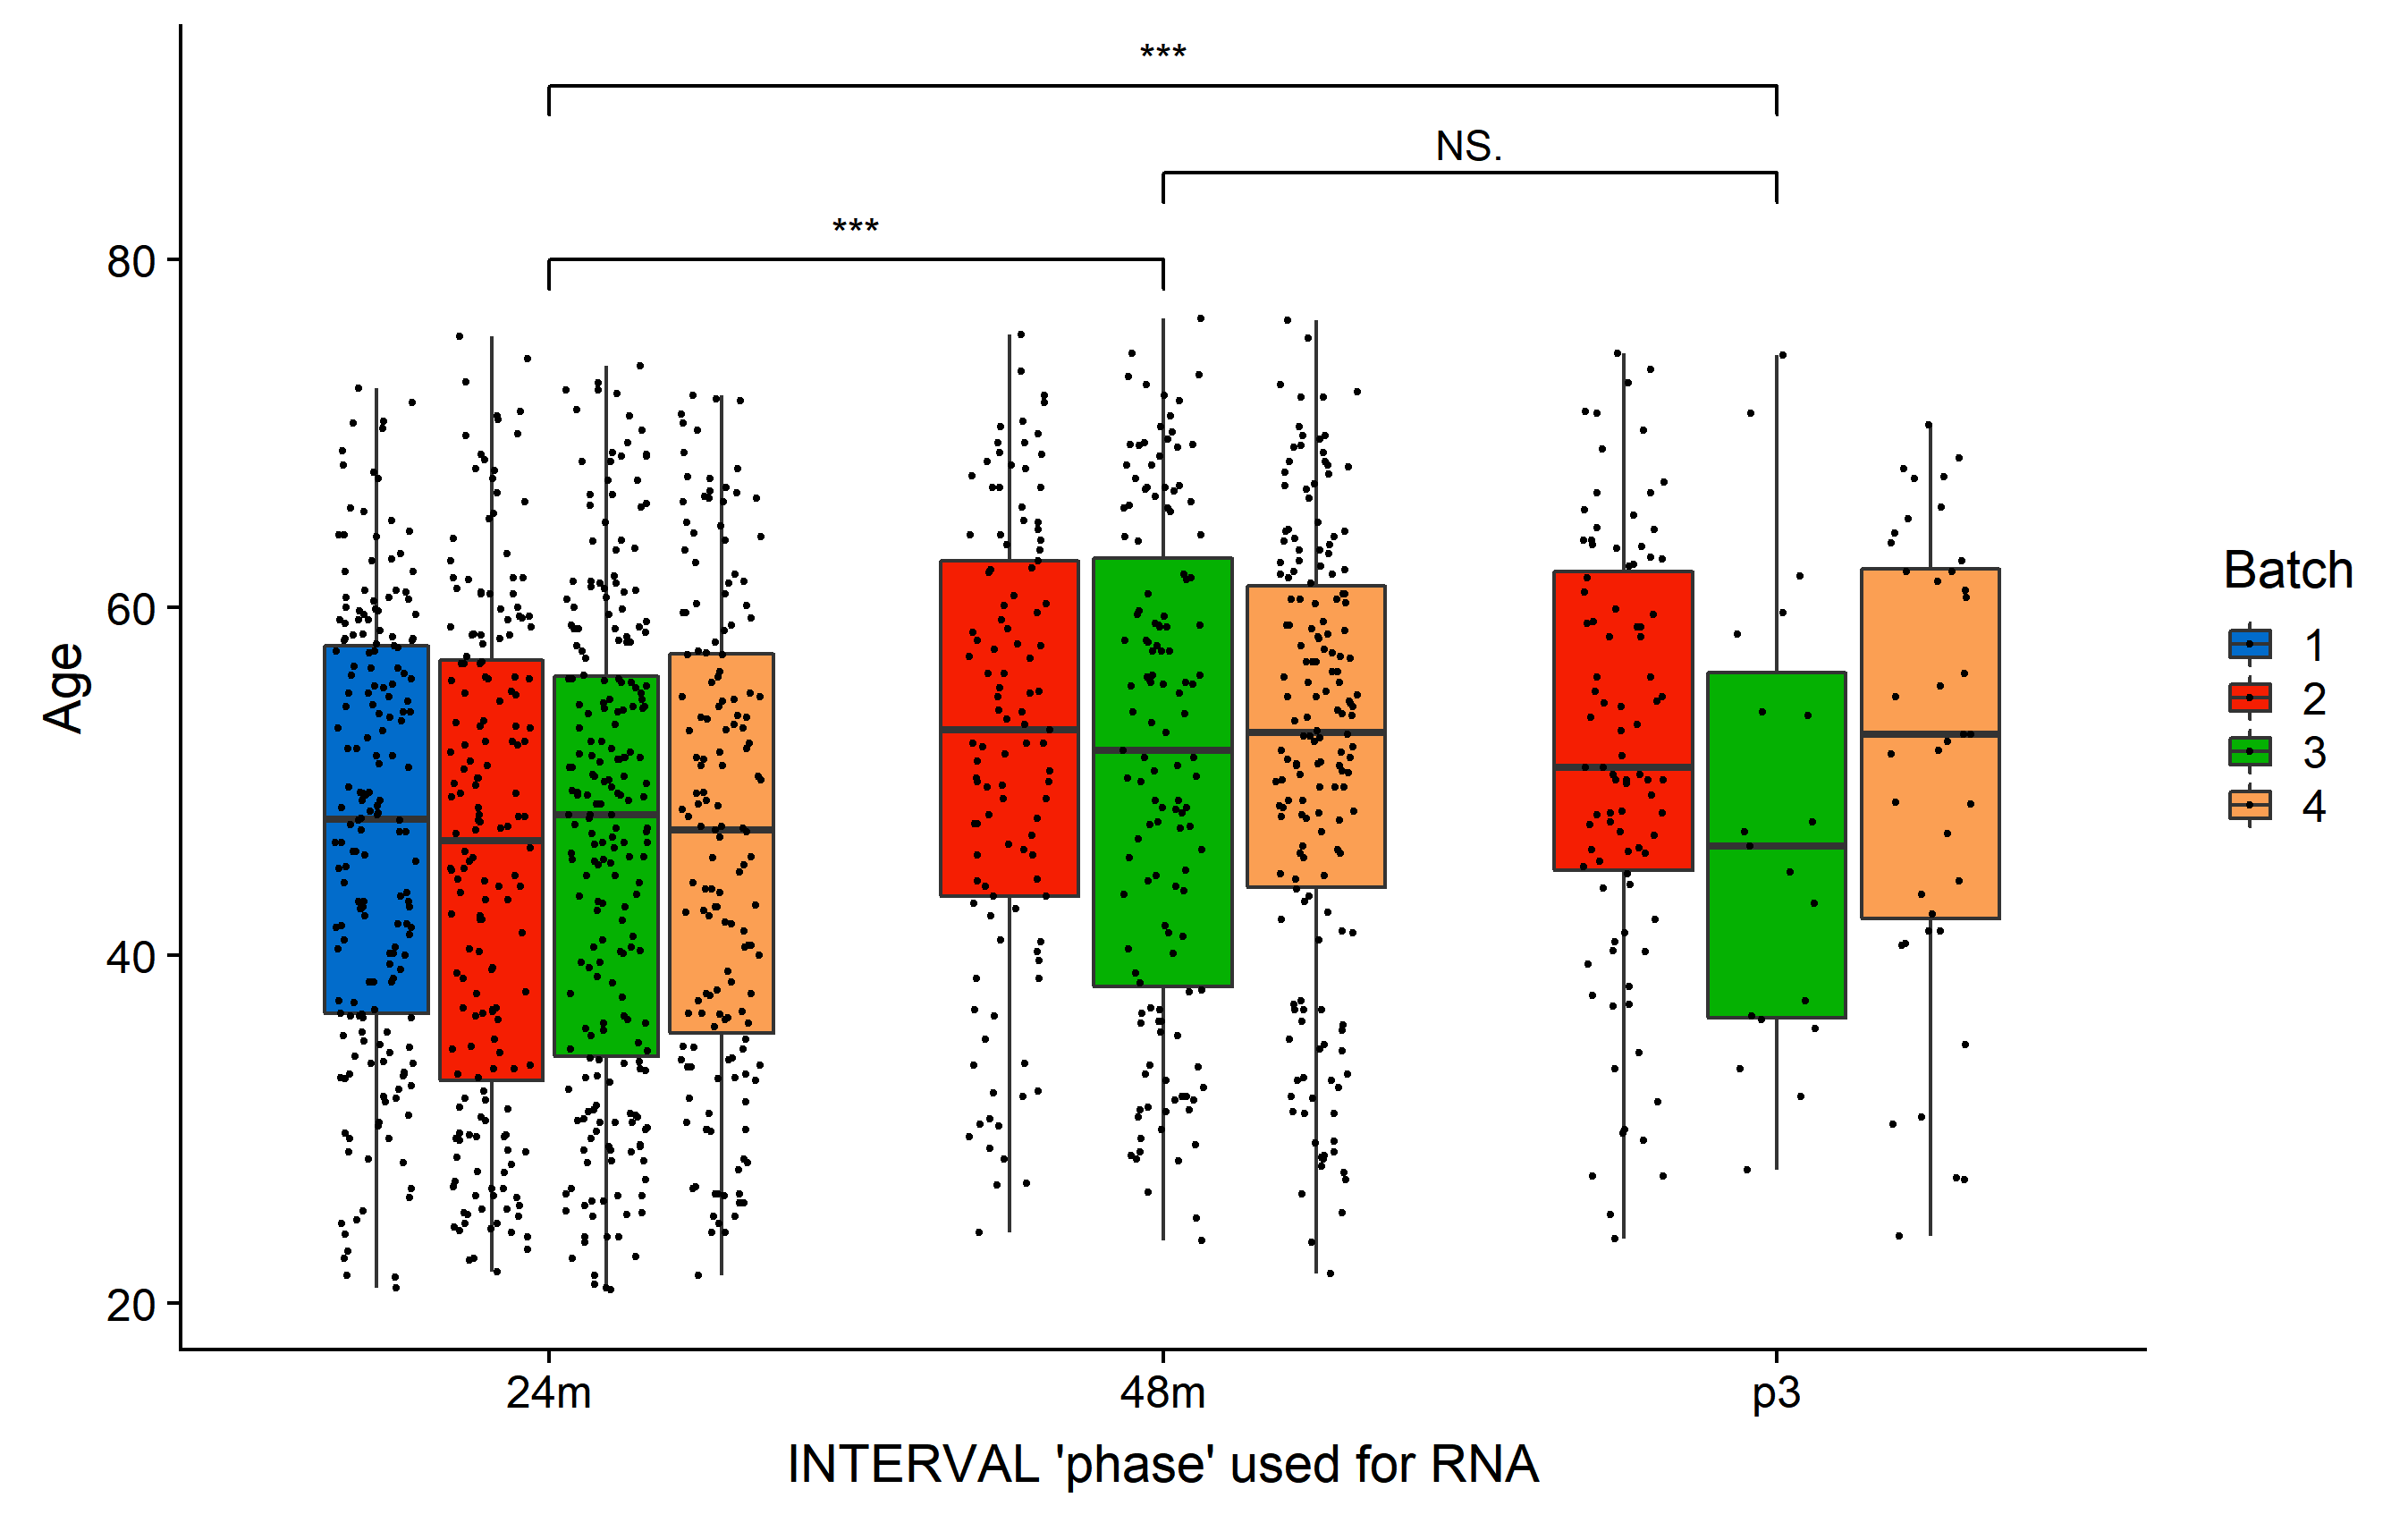 ***
NS.
***
80
60
40
20
Age
24m
48m
p3
INTERVAL 'phase' used for RNA
Batch
1
2
3
4